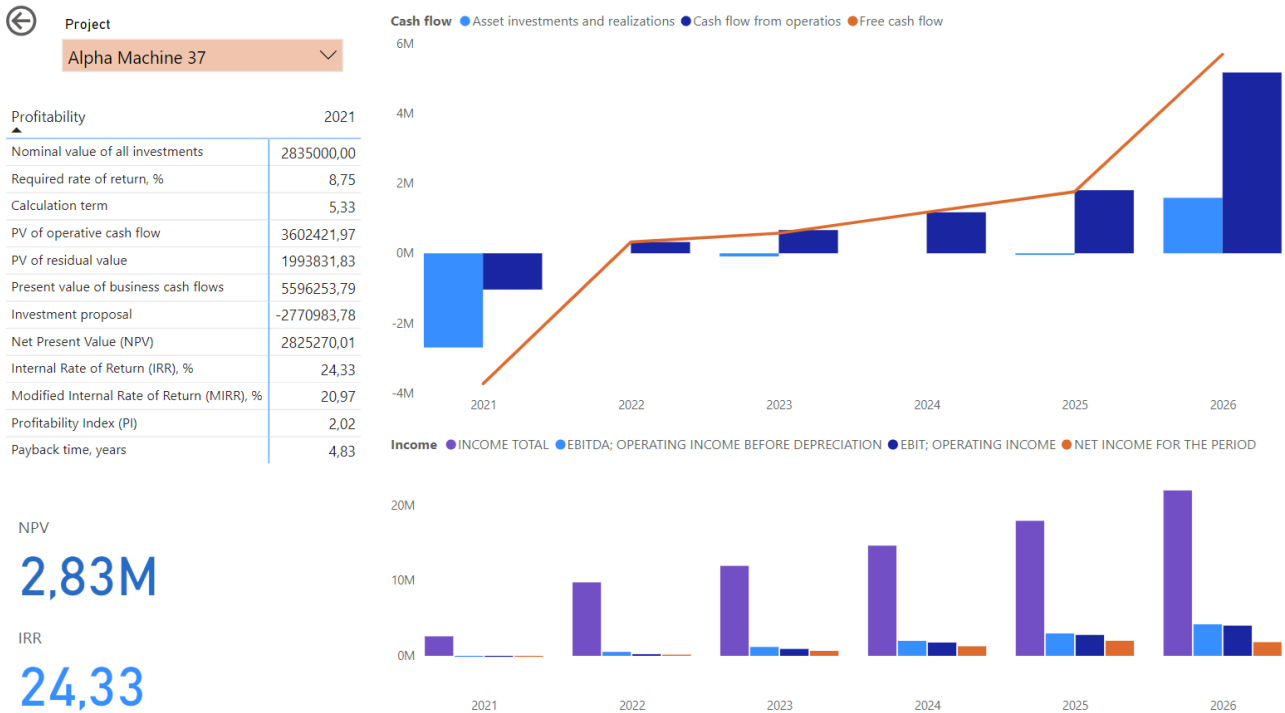 Project
Alpha Machine 37
Profitability 2021
Nominal value of all investments 2835000,00
Required rate of return, % 8,75
Calculation term 5,33
PV of operative cash flow 3602421,97
PV of residual value 1993831,83
Present value of business cash flows 5596253,79
Investment proposal -2770983,78
Net Present Value (NPV) 2825270,01
Internal Rate of Return (IRR), % 24,33
Modified Internal Rate of Return (MIRR), % 20,97
Profitability Index (PI) 2,02
Payback time, years 4,83
NPV
2,83M
IRR
24,33
Cash flow Asset investments and realizations Cash flow from operatios Free cash flow
6M
4M
2M
0M
-2M
-4M
2021 2022 2023 2024 2025 2026
Income INCOME TOTAL EBITDA; OPERATING INCOME BEFORE DEPRECIATION EBIT; OPERATING INCOME NET INCOME FOR THE PERIOD
20M
10M
0M
2021 2022 2023 2024 2025 2026